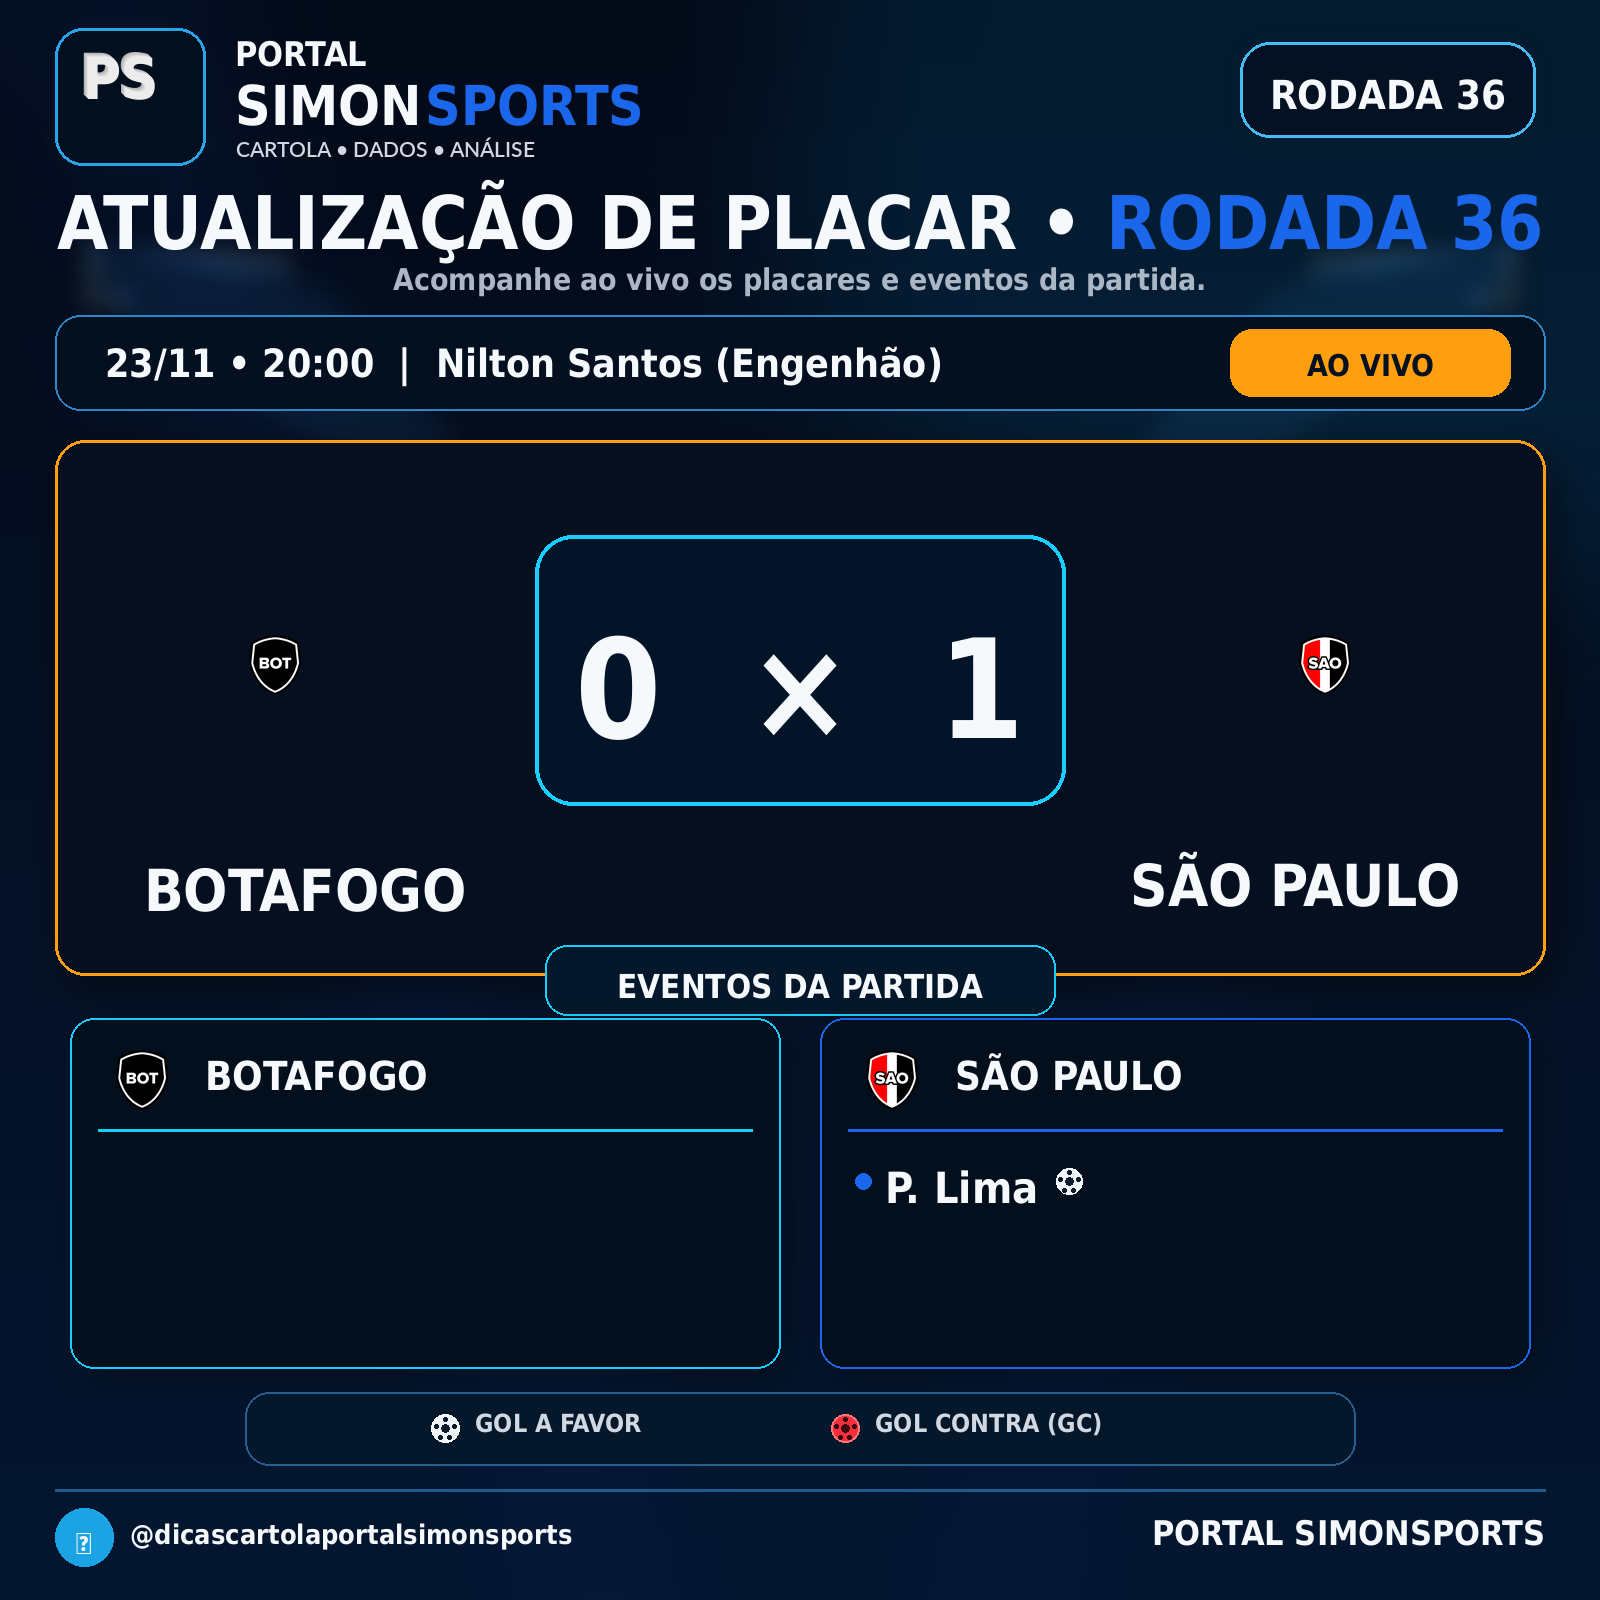 PS
PORTAL
SIMONSPORTS
CARTOLA • DADOS • ANÁLISE
RODADA 36
ATUALIZAÇÃO DE PLACAR • RODADA 36
Acompanhe ao vivo os placares e eventos da partida.
23/11 • 20:00 | Nilton Santos (Engenhão)
AO VIVO
BOT
0 × 1
SAO
BOTAFOGO
SÃO PAULO
EVENTOS DA PARTIDA
BOT
BOTAFOGO
SAO
SÃO PAULO
P. Lima
GOL A FAVOR
GOL CONTRA (GC)
@dicascartolaportalsimonsports
PORTAL SIMONSPORTS